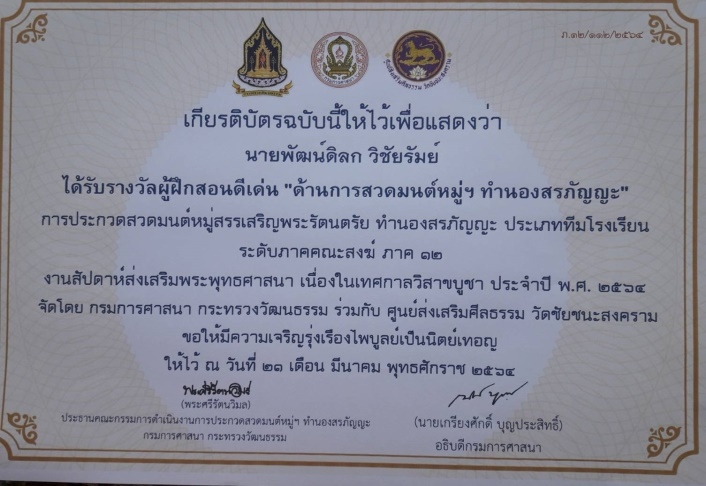 ภ.๑๒/๑๑๒/๒๕๖๔
เกียรติบัตรฉบับนี้ให้ไว้เพื่อแสดงว่า
นายพัฒน์ดิลก วิชัยรัมย์
ได้รับรางวัลผู้ฝึกสอนดีเด่น "ด้านการสวดมนต์หมู่ฯ ทำนองสรภัญญะ"
การประกวดสวดมนต์หมู่สรรเสริญพระรัตนตรัย ทำนองสรภัญญะ ประเภททีมโรงเรียน
ระดับภาคคณะสงฆ์ ภาค ๑๒
งานสัปดาห์ส่งเสริมพระพุทธศาสนา เนื่องในเทศกาลวิสาขบูชา ประจำปี พ.ศ. ๒๕๖๔
จัดโดย กรมการศาสนา กระทรวงวัฒนธรรม ร่วมกับ ศูนย์ส่งเสริมศีลธรรม วัดชัยชนะสงคราม
ขอให้มีความเจริญรุ่งเรืองไพบูลย์เป็นนิตย์เทอญ
ให้ไว้ ณ วันที่ ๒๑ เดือน มีนาคม พุทธศักราช ๒๕๖๔
พระศรีรัตนวิมล
(พระศรีรัตนวิมล)
ประธานคณะกรรมการดำเนินงานการประกวดสวดมนต์หมู่ฯ ทำนองสรภัญญะ
กรมการศาสนา กระทรวงวัฒนธรรม
(นายเกรียงศักดิ์ บุญประสิทธิ์)
อธิบดีกรมการศาสนา